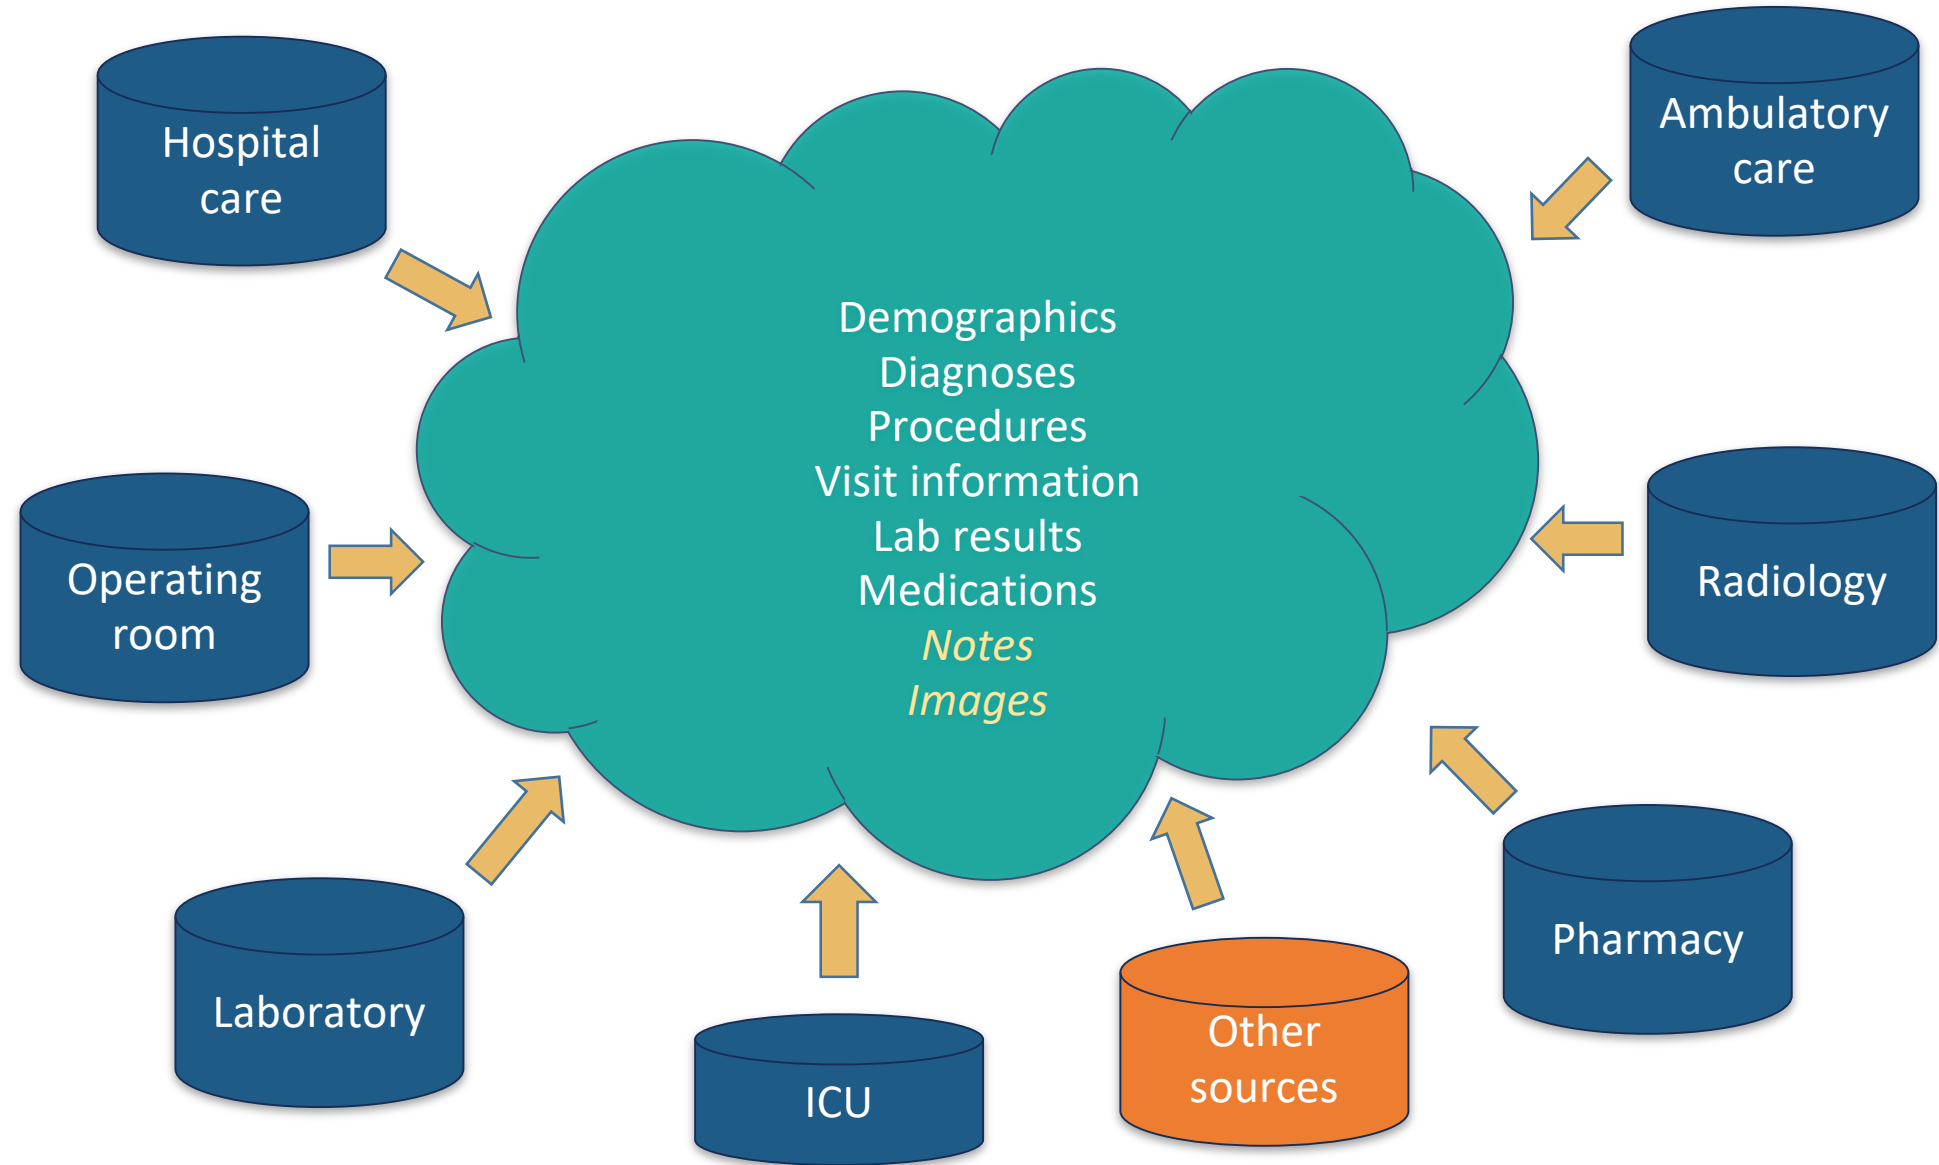 Hospital
care
Ambulatory
care
Demographics
Diagnoses
Procedures
Visit information
Lab results
Medications
Notes
Images
Operating
room
Radiology
Laboratory
ICU
Other
sources
Pharmacy